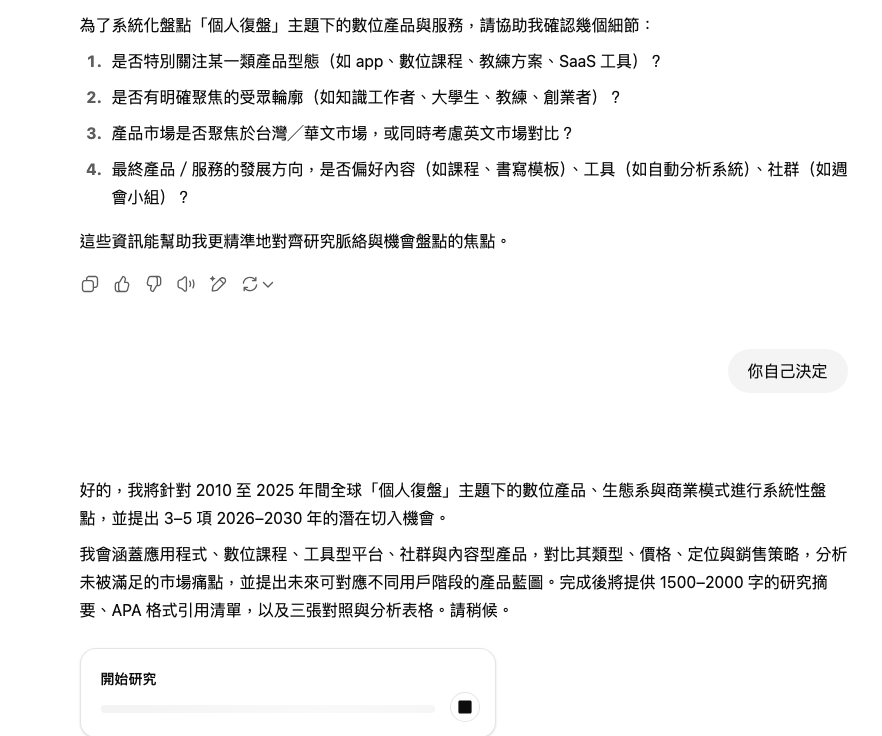 為了系統化盤點「個人復盤」主題下的數位產品與服務，請協助我確認幾個細節：
1. 是否特別關注某一類產品型態（如 app、數位課程、教練方案、SaaS 工具）？
2. 是否有明確聚焦的受眾輪廓（如知識工作者、大學生、教練、創業者）？
3. 產品市場是否聚焦於台灣／華文市場，或同時考慮英文市場對比？
4. 最終產品 / 服務的發展方向，是否偏好內容（如課程、書寫模板）、工具（如自動分析系統）、社群（如週
會小組）？
這些資訊能幫助我更精準地對齊研究脈絡與機會盤點的焦點。
你自己決定
好的，我將針對 2010 至 2025 年間全球「個人復盤」主題下的數位產品、生態系與商業模式進行系統性盤
點，並提出 3–5 項 2026–2030 年的潛在切入機會。
我會涵蓋應用程式、數位課程、工具型平台、社群與內容型產品，對比其類型、價格、定位與銷售策略，分析
未被滿足的市場痛點，並提出未來可對應不同用戶階段的產品藍圖。完成後將提供 1500–2000 字的研究摘
要、APA 格式引用清單，以及三張對照與分析表格。請稍候。
開始研究